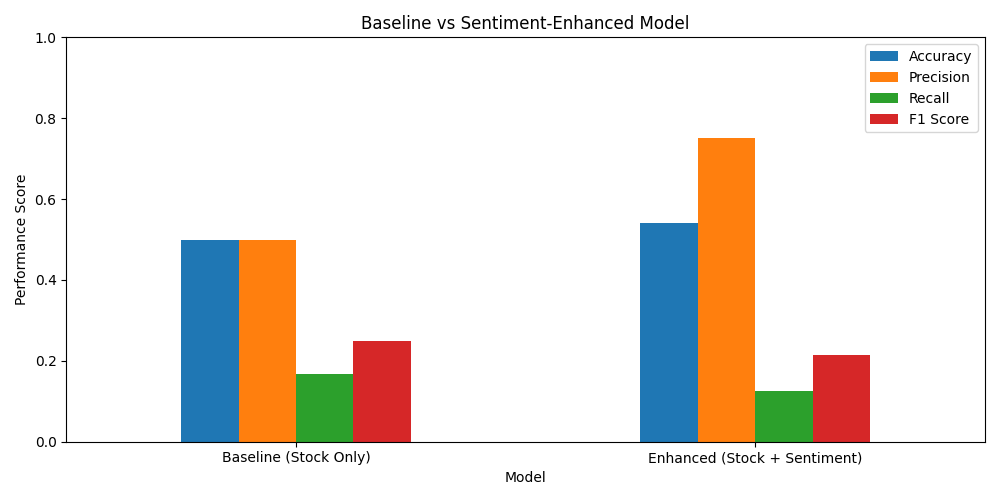 Baseline vs Sentiment-Enhanced Model
1.0
0.8
0.6
0.4
0.2
0.0
Performance Score
Accuracy
Precision
Recall
F1 Score
Baseline (Stock Only)
Enhanced (Stock + Sentiment)
Model